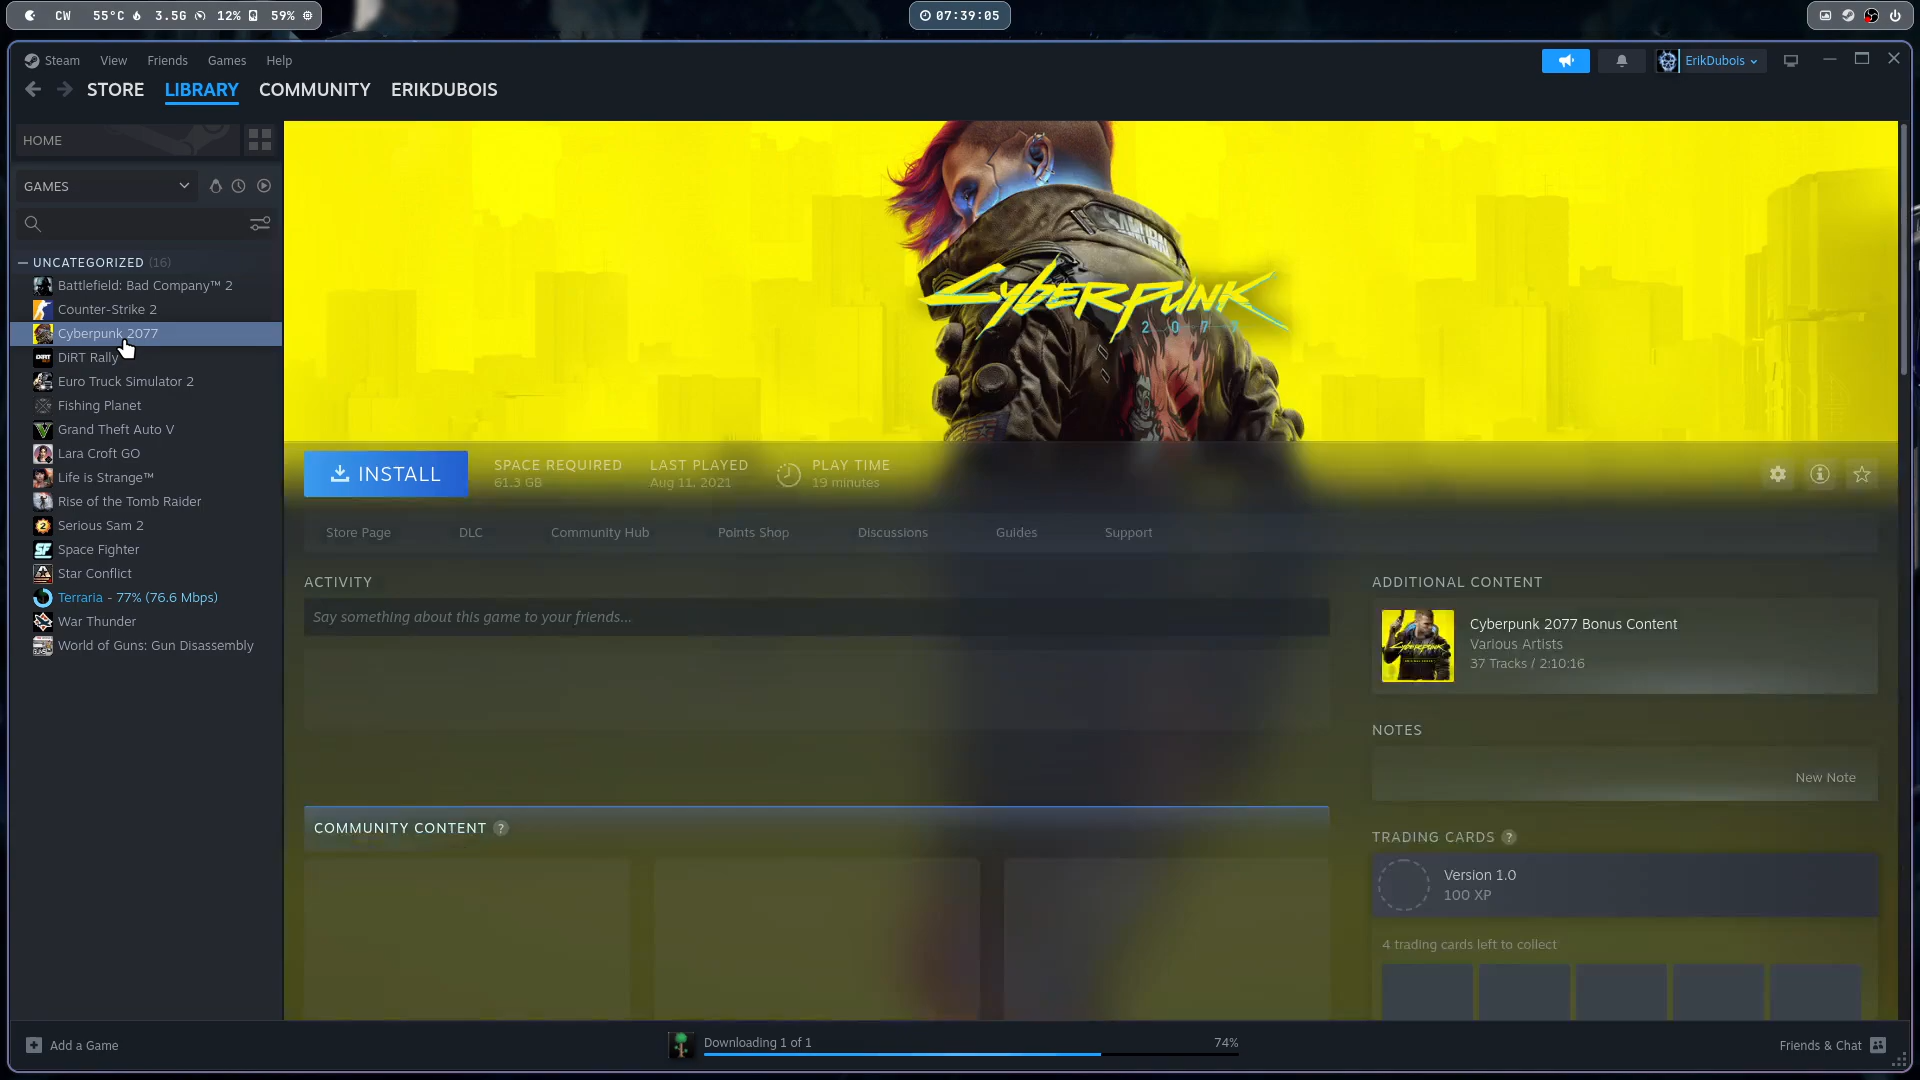 CW 55°C 3.5G 12% 59%
07:39:05
Steam View Friends Games Help
ErikDubois
STORE LIBRARY COMMUNITY ERIKDUBOIS
HOME
GAMES
UNCATEGORIZED (16)
Battlefield: Bad Company™ 2
Counter-Strike 2
Cyberpunk 2077
DiRT Rally
Euro Truck Simulator 2
Fishing Planet
Grand Theft Auto V
Lara Croft GO
Life is Strange™
Rise of the Tomb Raider
Serious Sam 2
Space Fighter
Star Conflict
Terraria - 77% (76.6 Mbps)
War Thunder
World of Guns: Gun Disassembly
SAMURAI
CYBERPUNK
2077
INSTALL
SPACE REQUIRED
61.3 GB
LAST PLAYED
Aug 11, 2021
PLAY TIME
19 minutes
Store Page DLC Community Hub Points Shop Discussions Guides Support
ACTIVITY
Say something about this game to your friends...
COMMUNITY CONTENT ?
ADDITIONAL CONTENT
Cyberpunk 2077 Bonus Content
Various Artists
37 Tracks / 2:10:16
NOTES
New Note
TRADING CARDS ?
Version 1.0
100 XP
4 trading cards left to collect
Add a Game
Downloading 1 of 1 74%
Friends & Chat